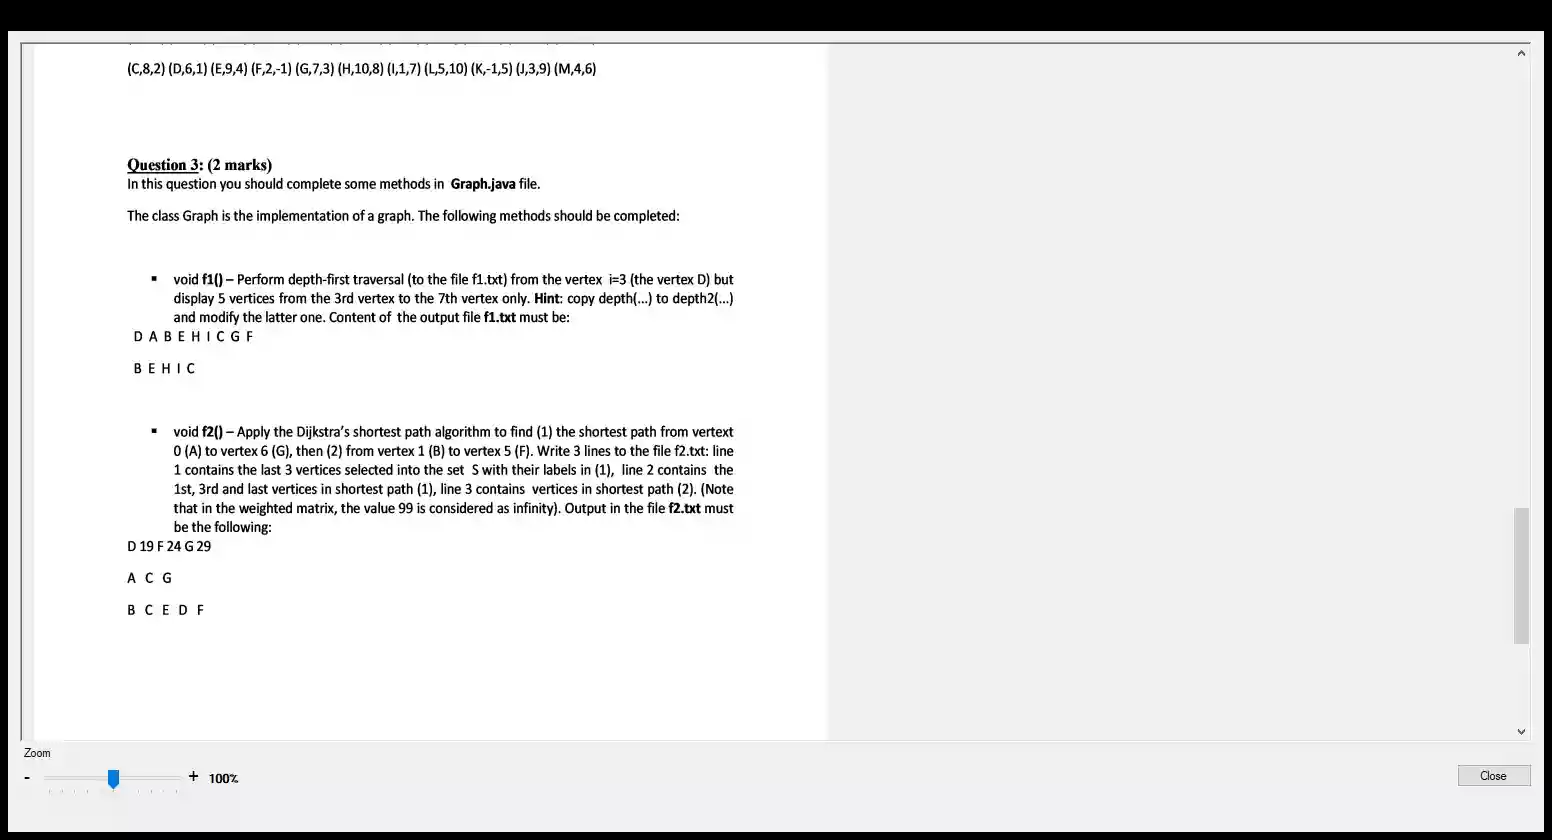 (C,8,2) (D,6,1) (E,9,4) (F,2,-1) (G,7,3) (H,10,8) (I,1,7) (L,5,10) (K,-1,5) (J,3,9) (M,4,6)
Question 3: (2 marks)
In this question you should complete some methods in Graph.java file.
The class Graph is the implementation of a graph. The following methods should be completed:
▪ void f1() – Perform depth-first traversal (to the file f1.txt) from the vertex i=3 (the vertex D) but
display 5 vertices from the 3rd vertex to the 7th vertex only. Hint: copy depth(...) to depth2(...)
and modify the latter one. Content of the output file f1.txt must be:
D A B E H I C G F
B E H I C
▪ void f2() – Apply the Dijkstra's shortest path algorithm to find (1) the shortest path from vertext
0 (A) to vertex 6 (G), then (2) from vertex 1 (B) to vertex 5 (F). Write 3 lines to the file f2.txt: line
1 contains the last 3 vertices selected into the set S with their labels in (1), line 2 contains the
1st, 3rd and last vertices in shortest path (1), line 3 contains vertices in shortest path (2). (Note
that in the weighted matrix, the value 99 is considered as infinity). Output in the file f2.txt must
be the following:
D 19 F 24 G 29
A C G
B C E D F
Zoom
- + 100%
Close